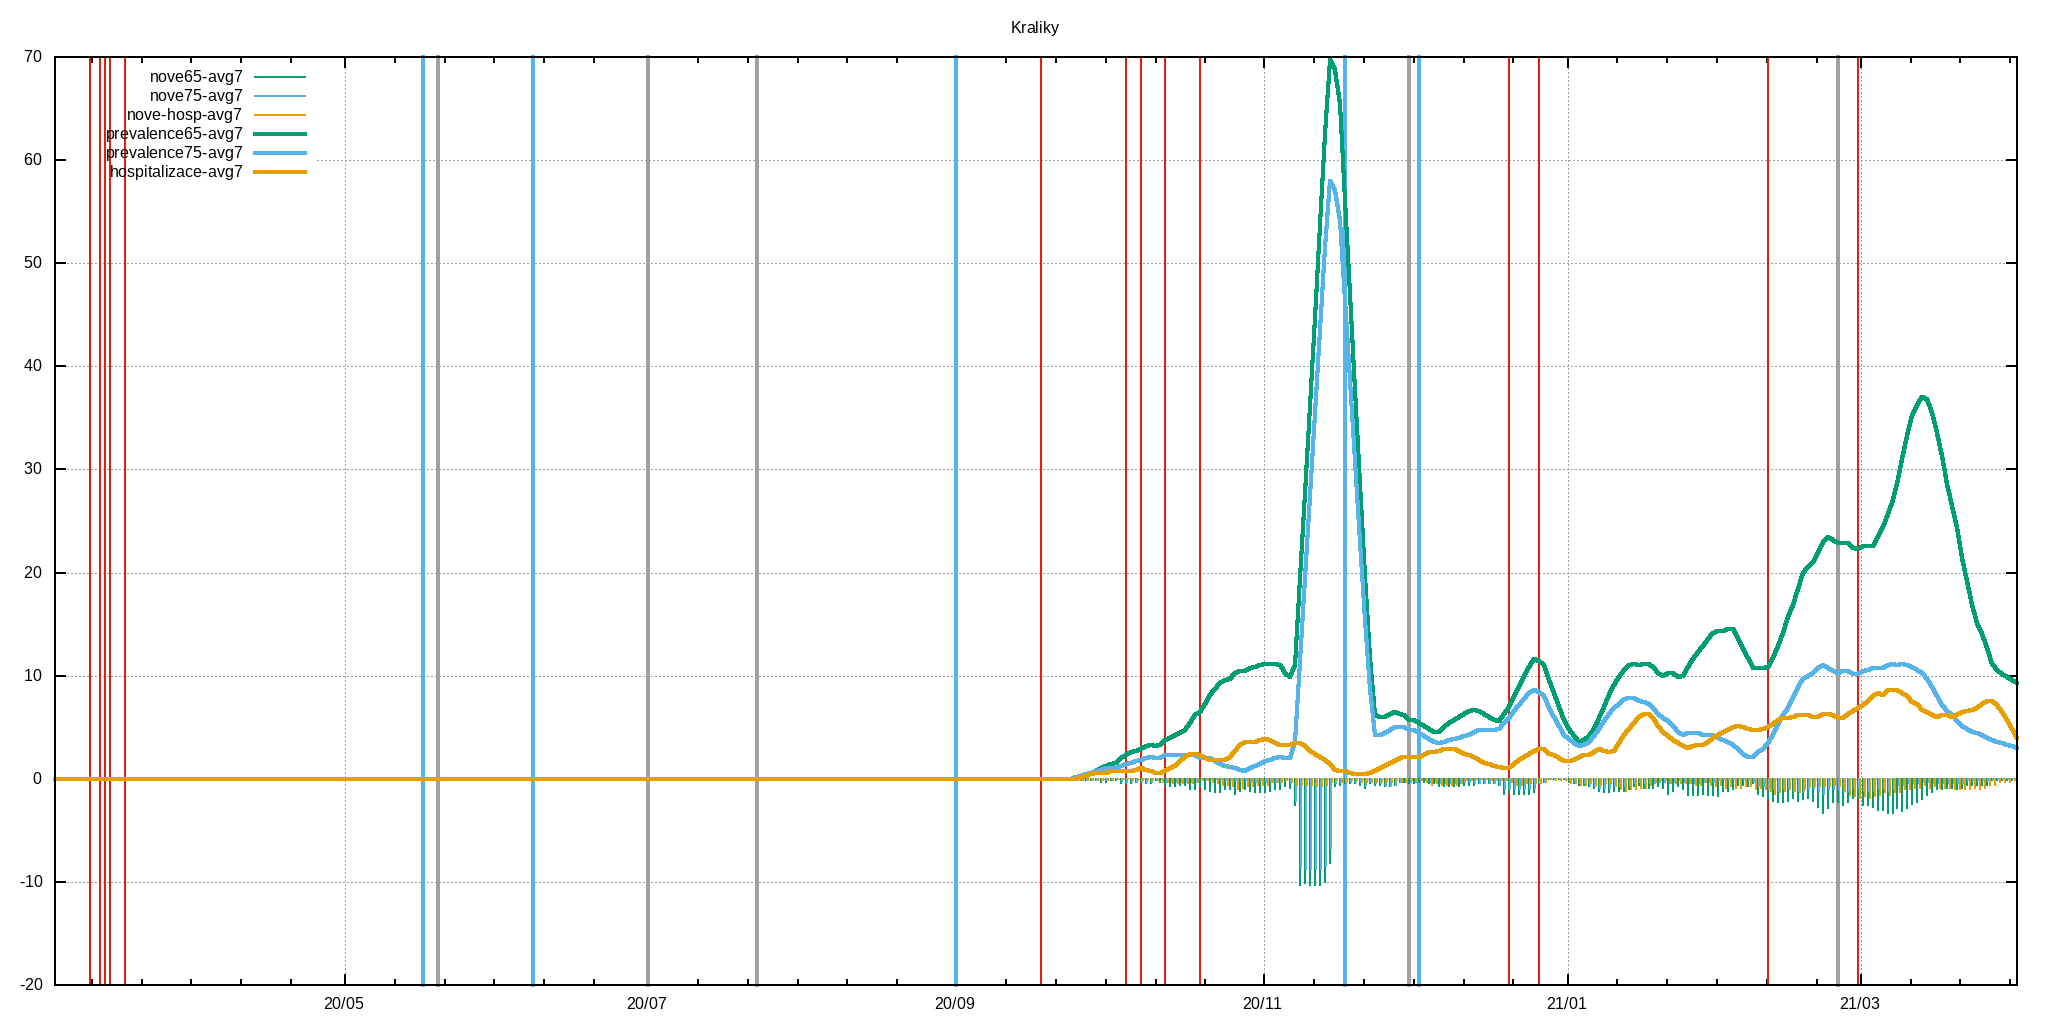 Kraliky
70
60
50
40
30
20
10
0
-10
-20
nove65-avg7
nove75-avg7
nove-hosp-avg7
prevalence65-avg7
prevalence75-avg7
hospitalizace-avg7
20/05
20/07
20/09
20/11
21/01
21/03